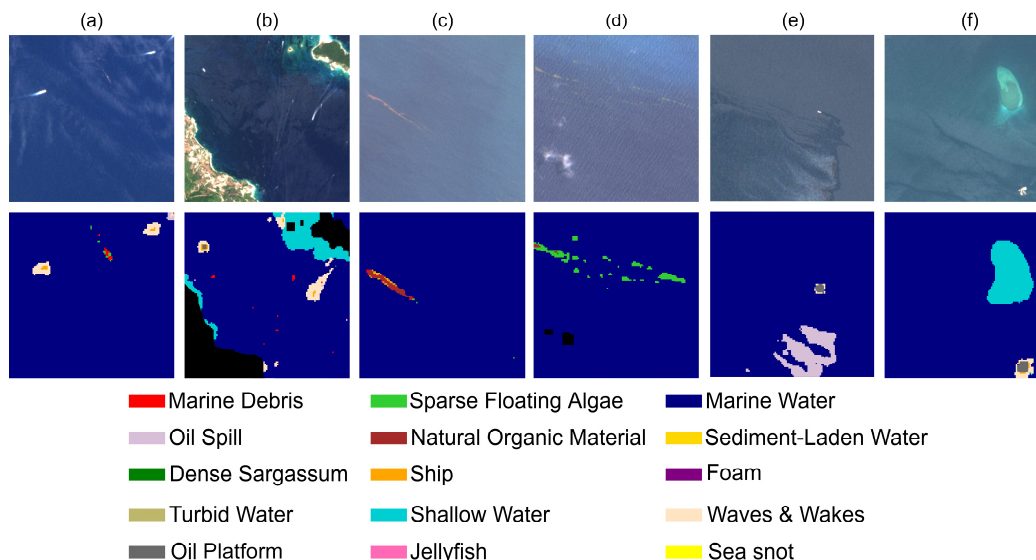 (a) (b) (c) (d) (e) (f)
Marine Debris Sparse Floating Algae Marine Water
Oil Spill Natural Organic Material Sediment-Laden Water
Dense Sargassum Ship Foam
Turbid Water Shallow Water Waves & Wakes
Oil Platform Jellyfish Sea snot